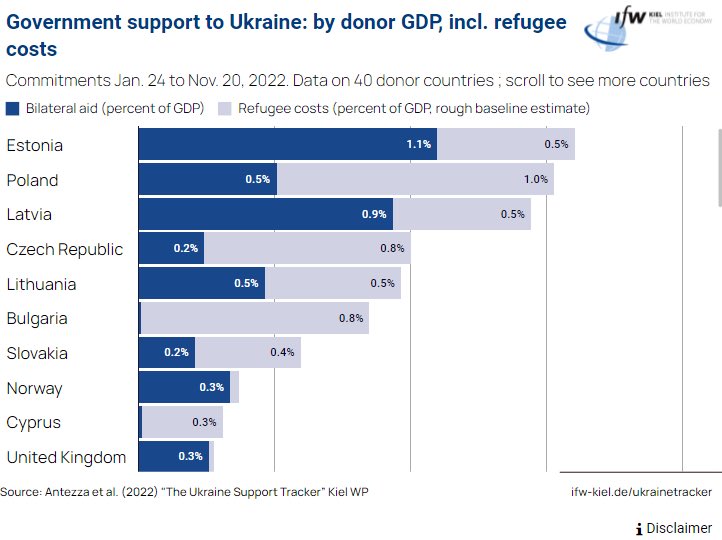 Government support to Ukraine: by donor GDP, incl. refugee
costs
ifw KIEL INSTITUTE FOR
THE WORLD ECONOMY
Commitments Jan. 24 to Nov. 20, 2022. Data on 40 donor countries ; scroll to see more countries
Bilateral aid (percent of GDP) Refugee costs (percent of GDP, rough baseline estimate)
Estonia 1.1% 0.5%
Poland 0.5% 1.0%
Latvia 0.9% 0.5%
Czech Republic 0.2% 0.8%
Lithuania 0.5% 0.5%
Bulgaria 0.8%
Slovakia 0.2% 0.4%
Norway 0.3%
Cyprus 0.3%
United Kingdom 0.3%
Source: Antezza et al. (2022) "The Ukraine Support Tracker" Kiel WP ifw-kiel.de/ukrainetracker
Disclaimer